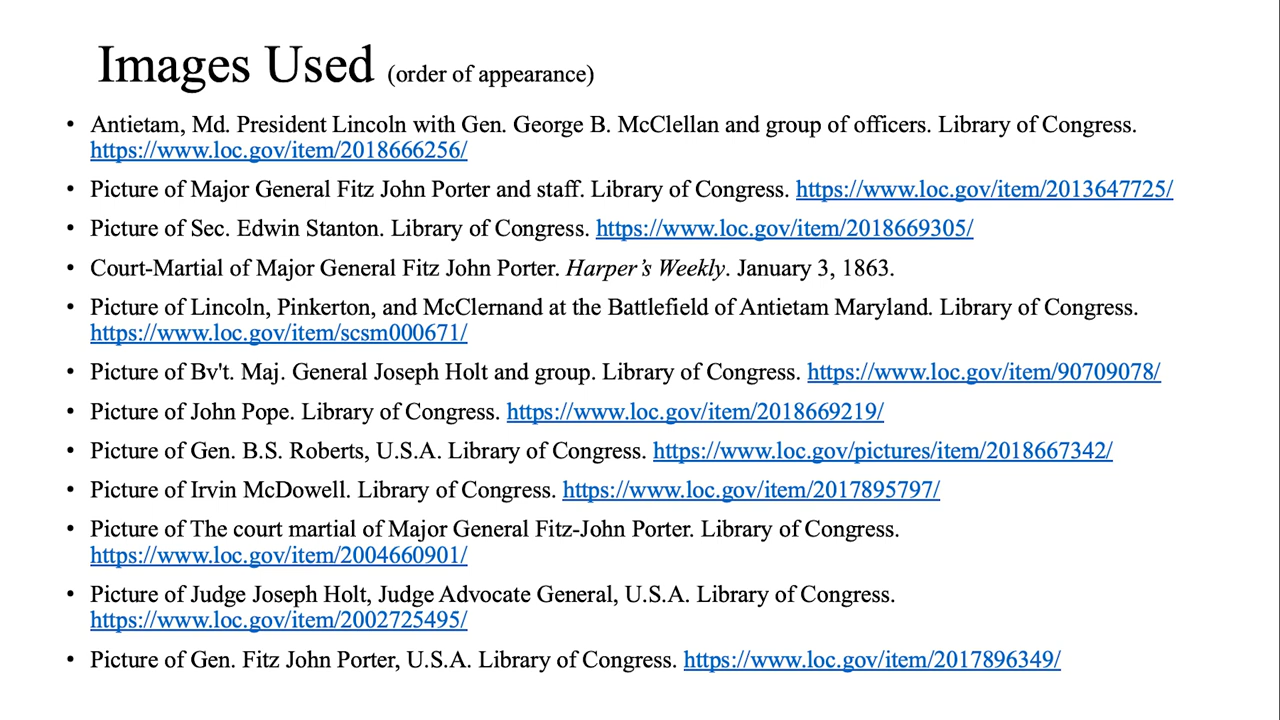 Images Used (order of appearance)
• Antietam, Md. President Lincoln with Gen. George B. McClellan and group of officers. Library of Congress.
https://www.loc.gov/item/2018666256/
• Picture of Major General Fitz John Porter and staff. Library of Congress. https://www.loc.gov/item/2013647725/
• Picture of Sec. Edwin Stanton. Library of Congress. https://www.loc.gov/item/2018669305/
• Court-Martial of Major General Fitz John Porter. Harper’s Weekly. January 3, 1863.
• Picture of Lincoln, Pinkerton, and McClernand at the Battlefield of Antietam Maryland. Library of Congress.
https://www.loc.gov/item/scsm000671/
• Picture of Bv't. Maj. General Joseph Holt and group. Library of Congress. https://www.loc.gov/item/90709078/
• Picture of John Pope. Library of Congress. https://www.loc.gov/item/2018669219/
• Picture of Gen. B.S. Roberts, U.S.A. Library of Congress. https://www.loc.gov/pictures/item/2018667342/
• Picture of Irvin McDowell. Library of Congress. https://www.loc.gov/item/2017895797/
• Picture of The court martial of Major General Fitz-John Porter. Library of Congress.
https://www.loc.gov/item/2004660901/
• Picture of Judge Joseph Holt, Judge Advocate General, U.S.A. Library of Congress.
https://www.loc.gov/item/2002725495/
• Picture of Gen. Fitz John Porter, U.S.A. Library of Congress. https://www.loc.gov/item/2017896349/